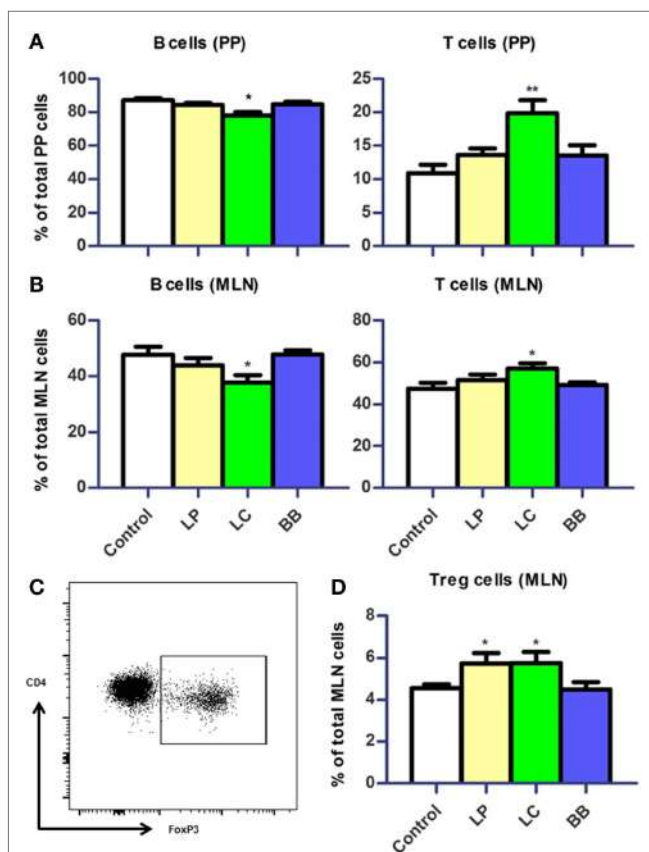 A
B cells (PP)
T cells (PP)
% of total PP cells
100
80
60
40
20
0
*
25
20
15
10
5
0
**
B
B cells (MLN)
T cells (MLN)
% of total MLN cells
60
40
20
0
*
80
60
40
20
0
*
Control
LP
LC
BB
Control
LP
LC
BB
C
CD4
FoxP3
D
Treg cells (MLN)
% of total MLN cells
8
6
4
2
0
*
*
Control
LP
LC
BB